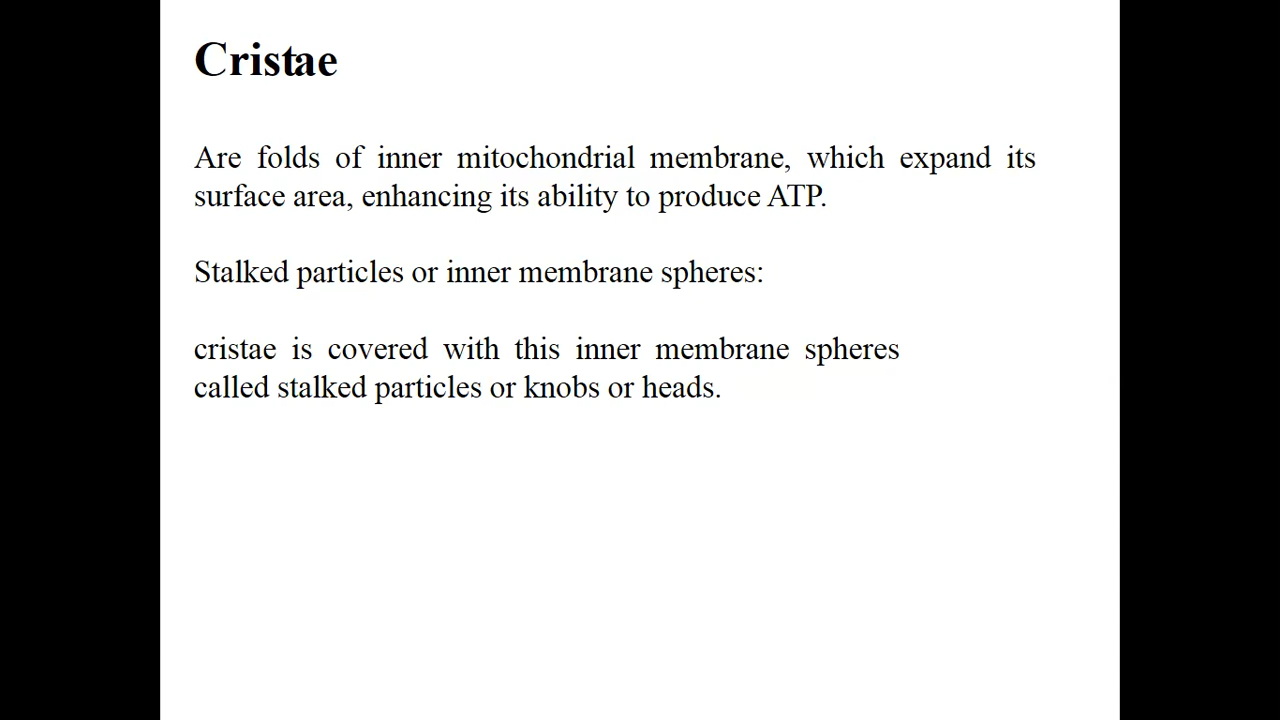 Cristae
Are folds of inner mitochondrial membrane, which expand its
surface area, enhancing its ability to produce ATP.
Stalked particles or inner membrane spheres:
cristae is covered with this inner membrane spheres
called stalked particles or knobs or heads.